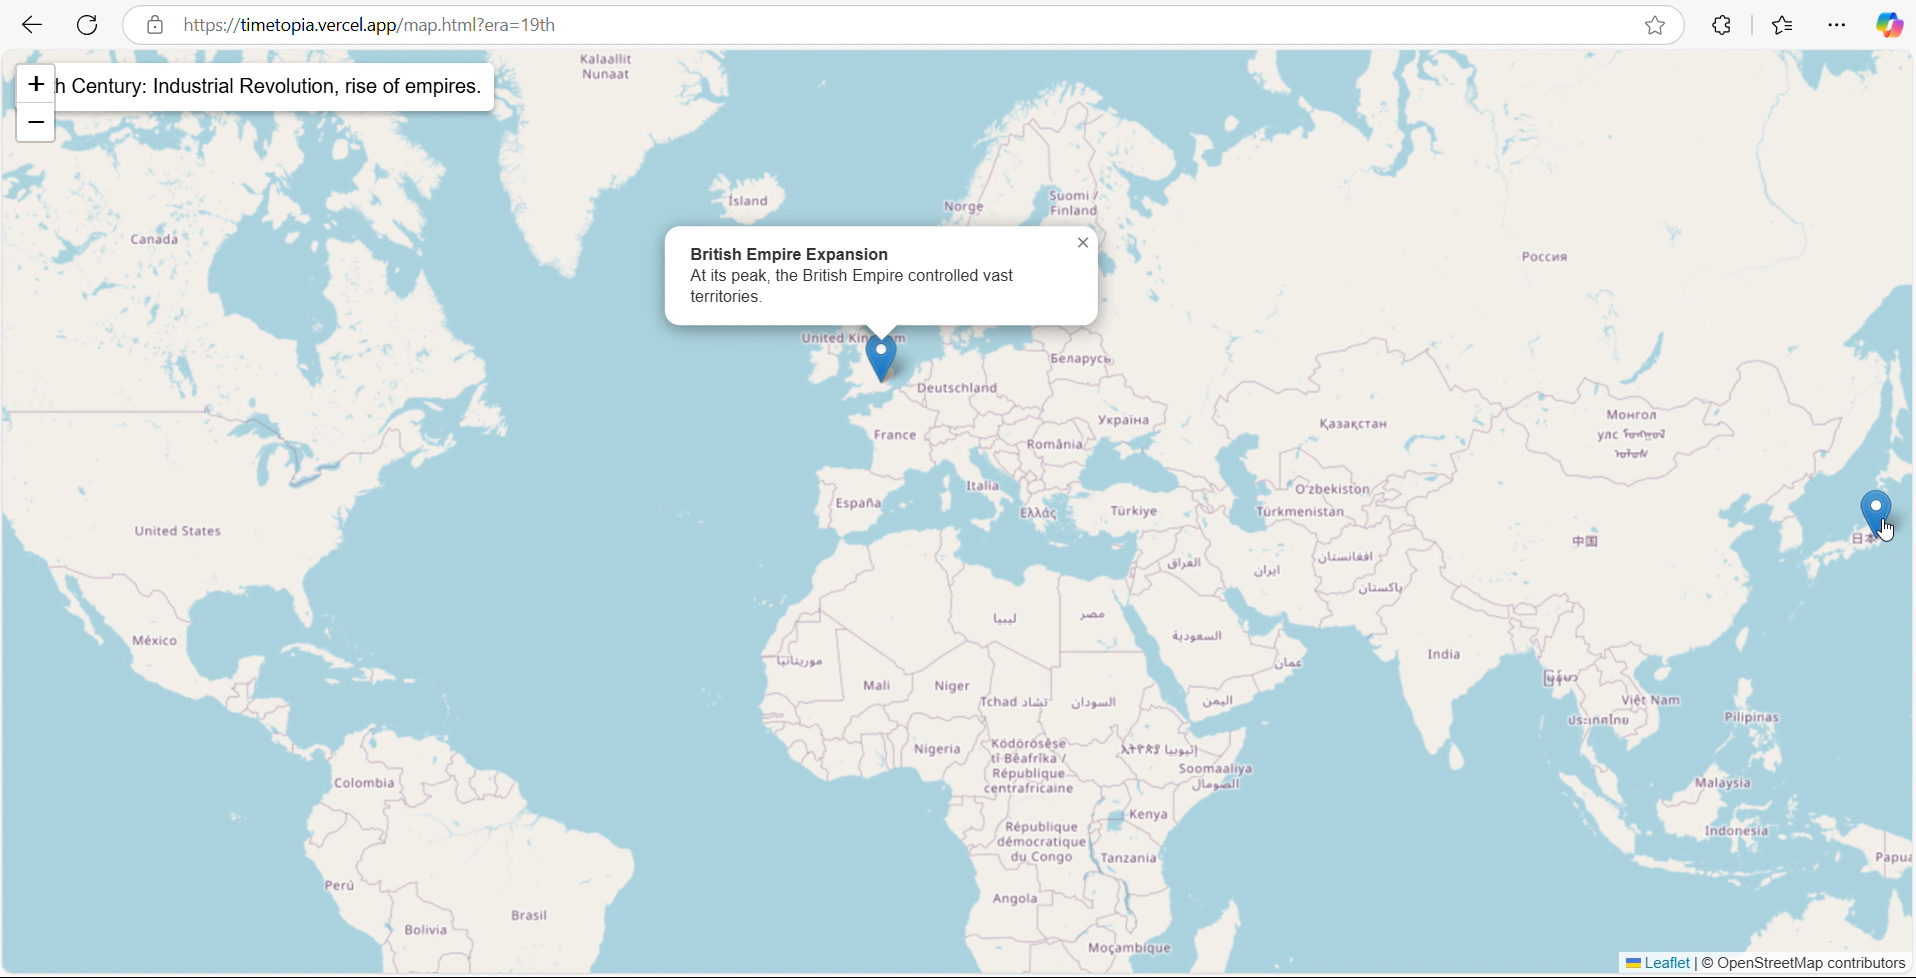 https://timetopia.vercel.app/map.html?era=19th
+
h Century: Industrial Revolution, rise of empires.
−
Kalaallit
Nunaat
Ísland
Norge
Suomi /
Finland
Canada
Россия
British Empire Expansion
×
At its peak, the British Empire controlled vast
territories.
United Kin
m
Беларусь
Deutschland
Україна
Қазақстан
Монгол
улс
France
România
Italia
O'zbekiston
España
Ελλάς
Türkiye
Türkmenistan
United States
中国
日本
العراق
ایران
افغانستان
پاکستان
ليبيا
مصر
México
السعودية
India
موريتانيا
عمان
Mali
Niger
Tchad تشاد
السودان
اليمن
Việt Nam
ประเทศไทย
Pilipinas
Nigeria
Ködörösêse
tî Bêafrîka /
République
centrafricaine
Soomaaliya
الصومال
Colombia
Malaysia
Kenya
République
démocratique
du Congo
Indonesia
Tanzania
Papua
Perú
Angola
Brasil
Bolivia
Moçambique
Leaflet | © OpenStreetMap contributors